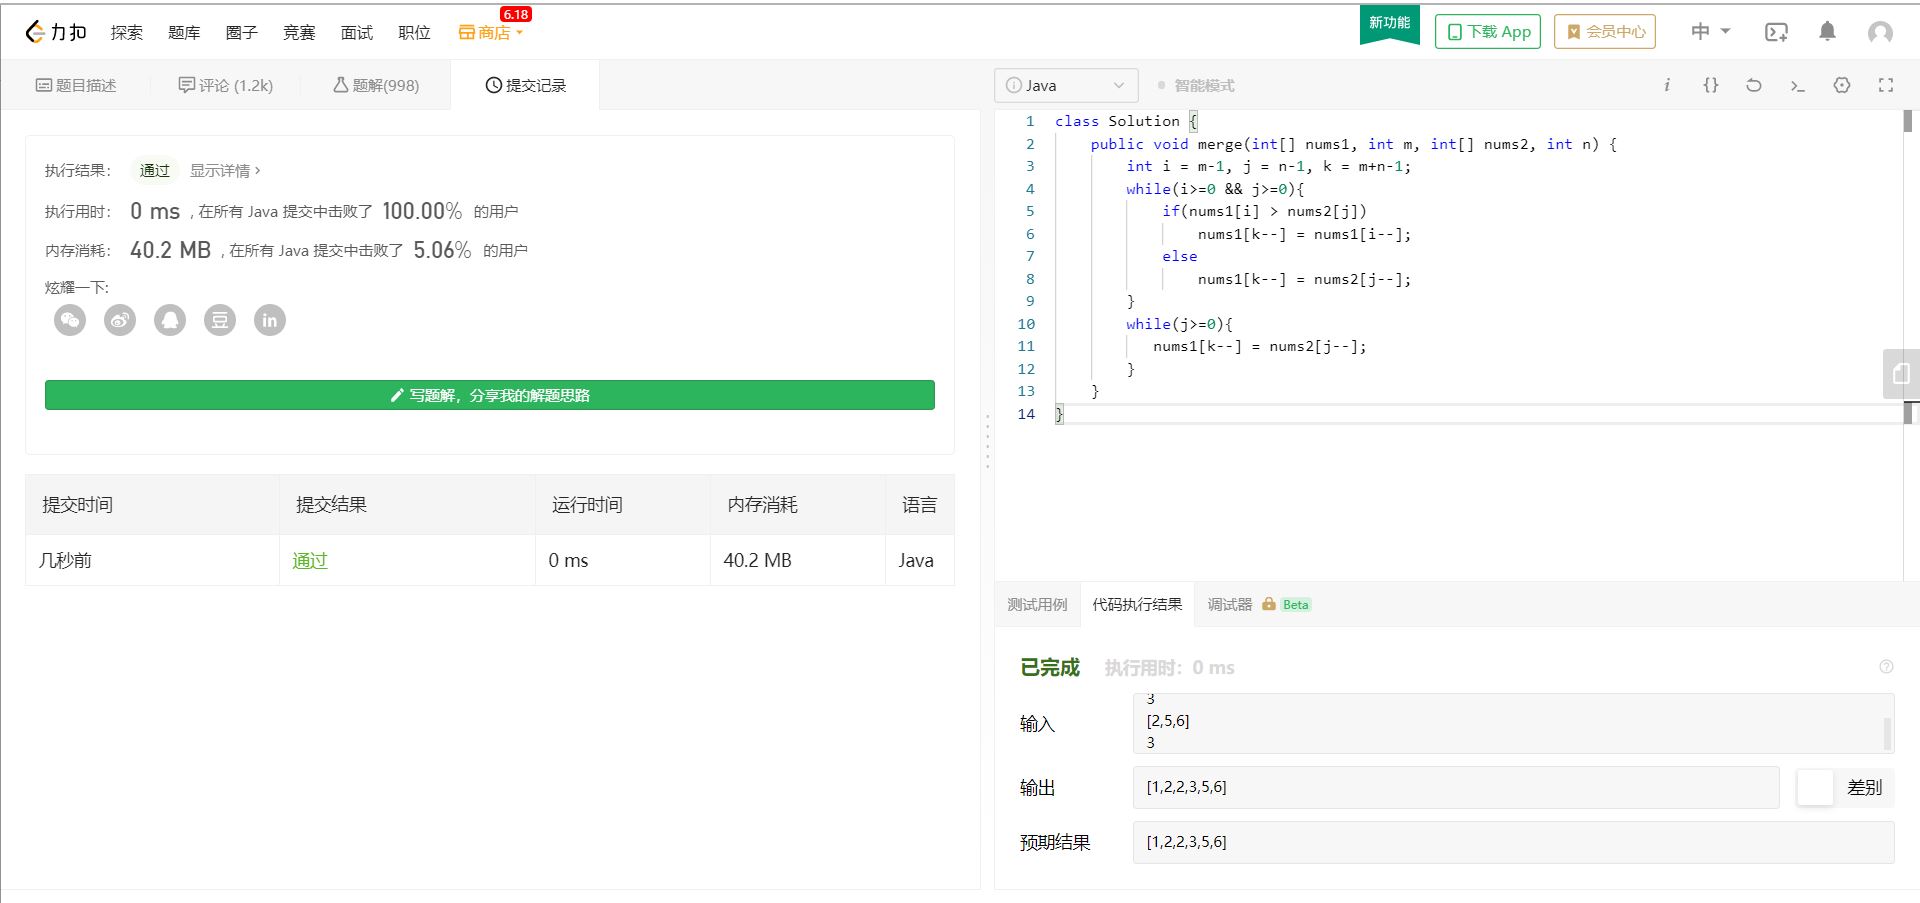 力扣 探索 题库 圈子 竞赛 面试 职位 商店 6.18 新功能 下载 App 会员中心 中
题目描述 评论 (1.2k) 题解(998) 提交记录
执行结果： 通过 显示详情 ›
执行用时： 0 ms , 在所有 Java 提交中击败了 100.00% 的用户
内存消耗： 40.2 MB , 在所有 Java 提交中击败了 5.06% 的用户
炫耀一下:
豆 in
写题解，分享我的解题思路
提交时间 提交结果 运行时间 内存消耗 语言
几秒前 通过 0 ms 40.2 MB Java
Java 智能模式 i {}
1 class Solution {
2     public void merge(int[] nums1, int m, int[] nums2, int n) {
3         int i = m-1, j = n-1, k = m+n-1;
4         while(i>=0 && j>=0){
5             if(nums1[i] > nums2[j])
6                 nums1[k--] = nums1[i--];
7             else
8                 nums1[k--] = nums2[j--];
9         }
10         while(j>=0){
11            nums1[k--] = nums2[j--];
12         }
13     }
14 }
测试用例 代码执行结果 调试器 Beta
已完成 执行用时：0 ms
输入
3
[2,5,6]
3
输出 [1,2,2,3,5,6] 差别
预期结果 [1,2,2,3,5,6]